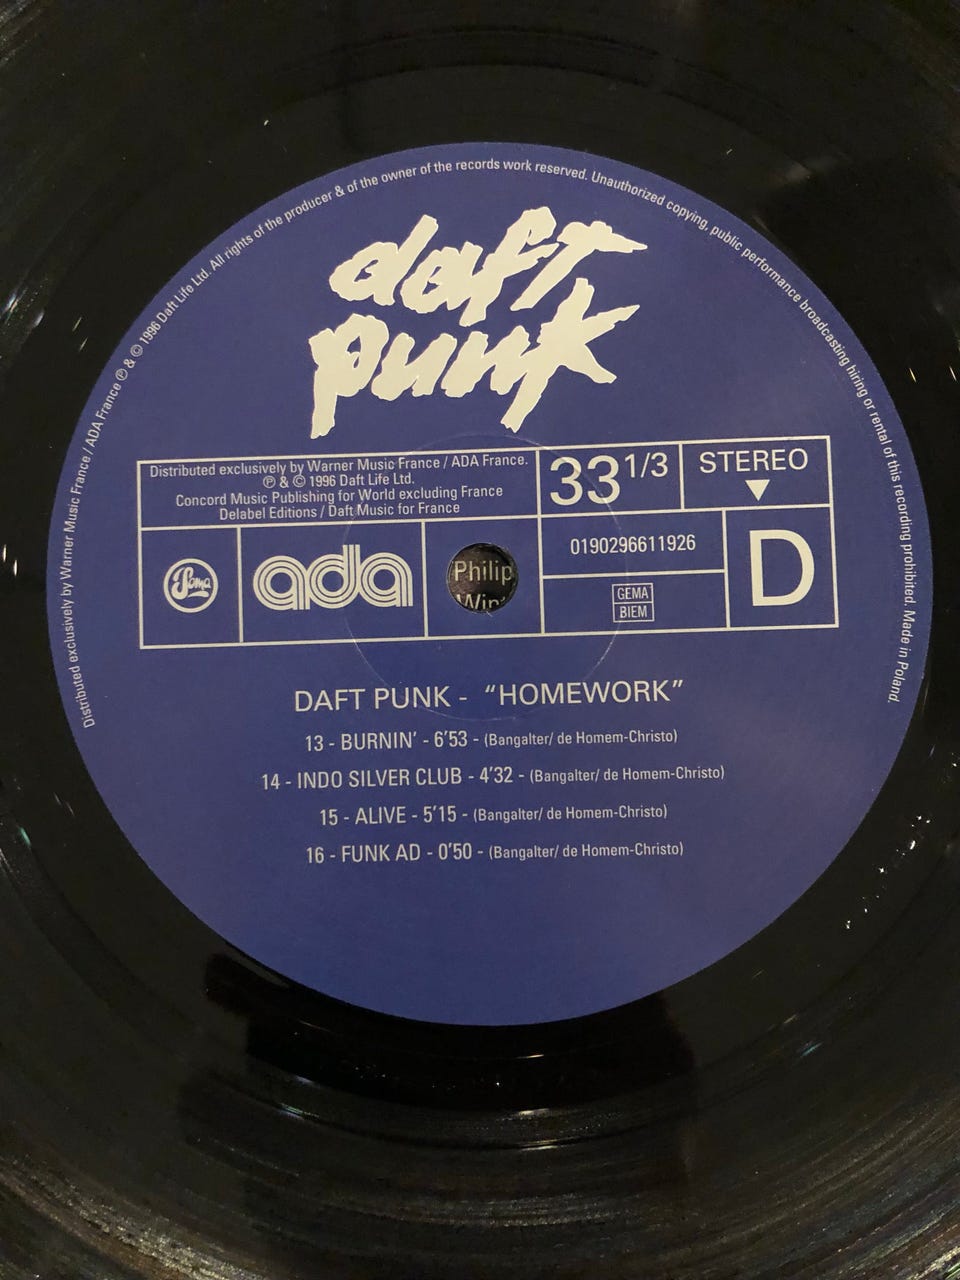 Distributed exclusively by Warner Music France / ADA France ℗ & © 1996 Daft Life Ltd. All rights of the producer & of the owner of the records work reserved. Unauthorized copying, public performance broadcasting hiring or rental of this recording prohibited. Made in Poland.
daft
punk
Distributed exclusively by Warner Music France / ADA France.
℗ & © 1996 Daft Life Ltd.
Concord Music Publishing for World excluding France
Delabel Editions / Daft Music for France
33 1/3
STEREO
Soma
ada
Philip
0190296611926
GEMA
BIEM
D
DAFT PUNK - “HOMEWORK”
13 - BURNIN’ - 6’53 - (Bangalter/ de Homem-Christo)
14 - INDO SILVER CLUB - 4’32 - (Bangalter/ de Homem-Christo)
15 - ALIVE - 5’15 - (Bangalter/ de Homem-Christo)
16 - FUNK AD - 0’50 - (Bangalter/ de Homem-Christo)